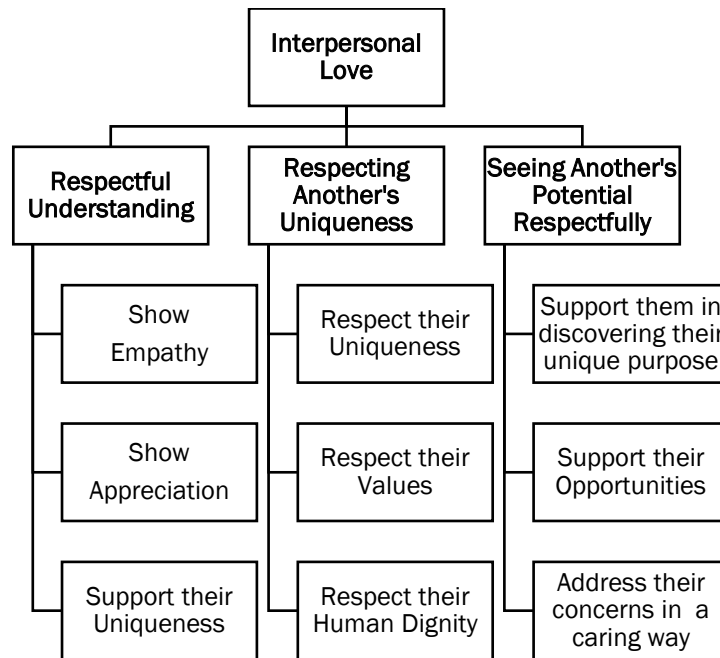 Interpersonal
Love
Respectful
Understanding
Show
Empathy
Show
Appreciation
Support their
Uniqueness
Respecting
Another's
Uniqueness
Respect their
Uniqueness
Respect their
Values
Respect their
Human Dignity
Seeing Another's
Potential
Respectfully
Support them in
discovering their
unique purpose
Support their
Opportunities
Address their
concerns in a
caring way